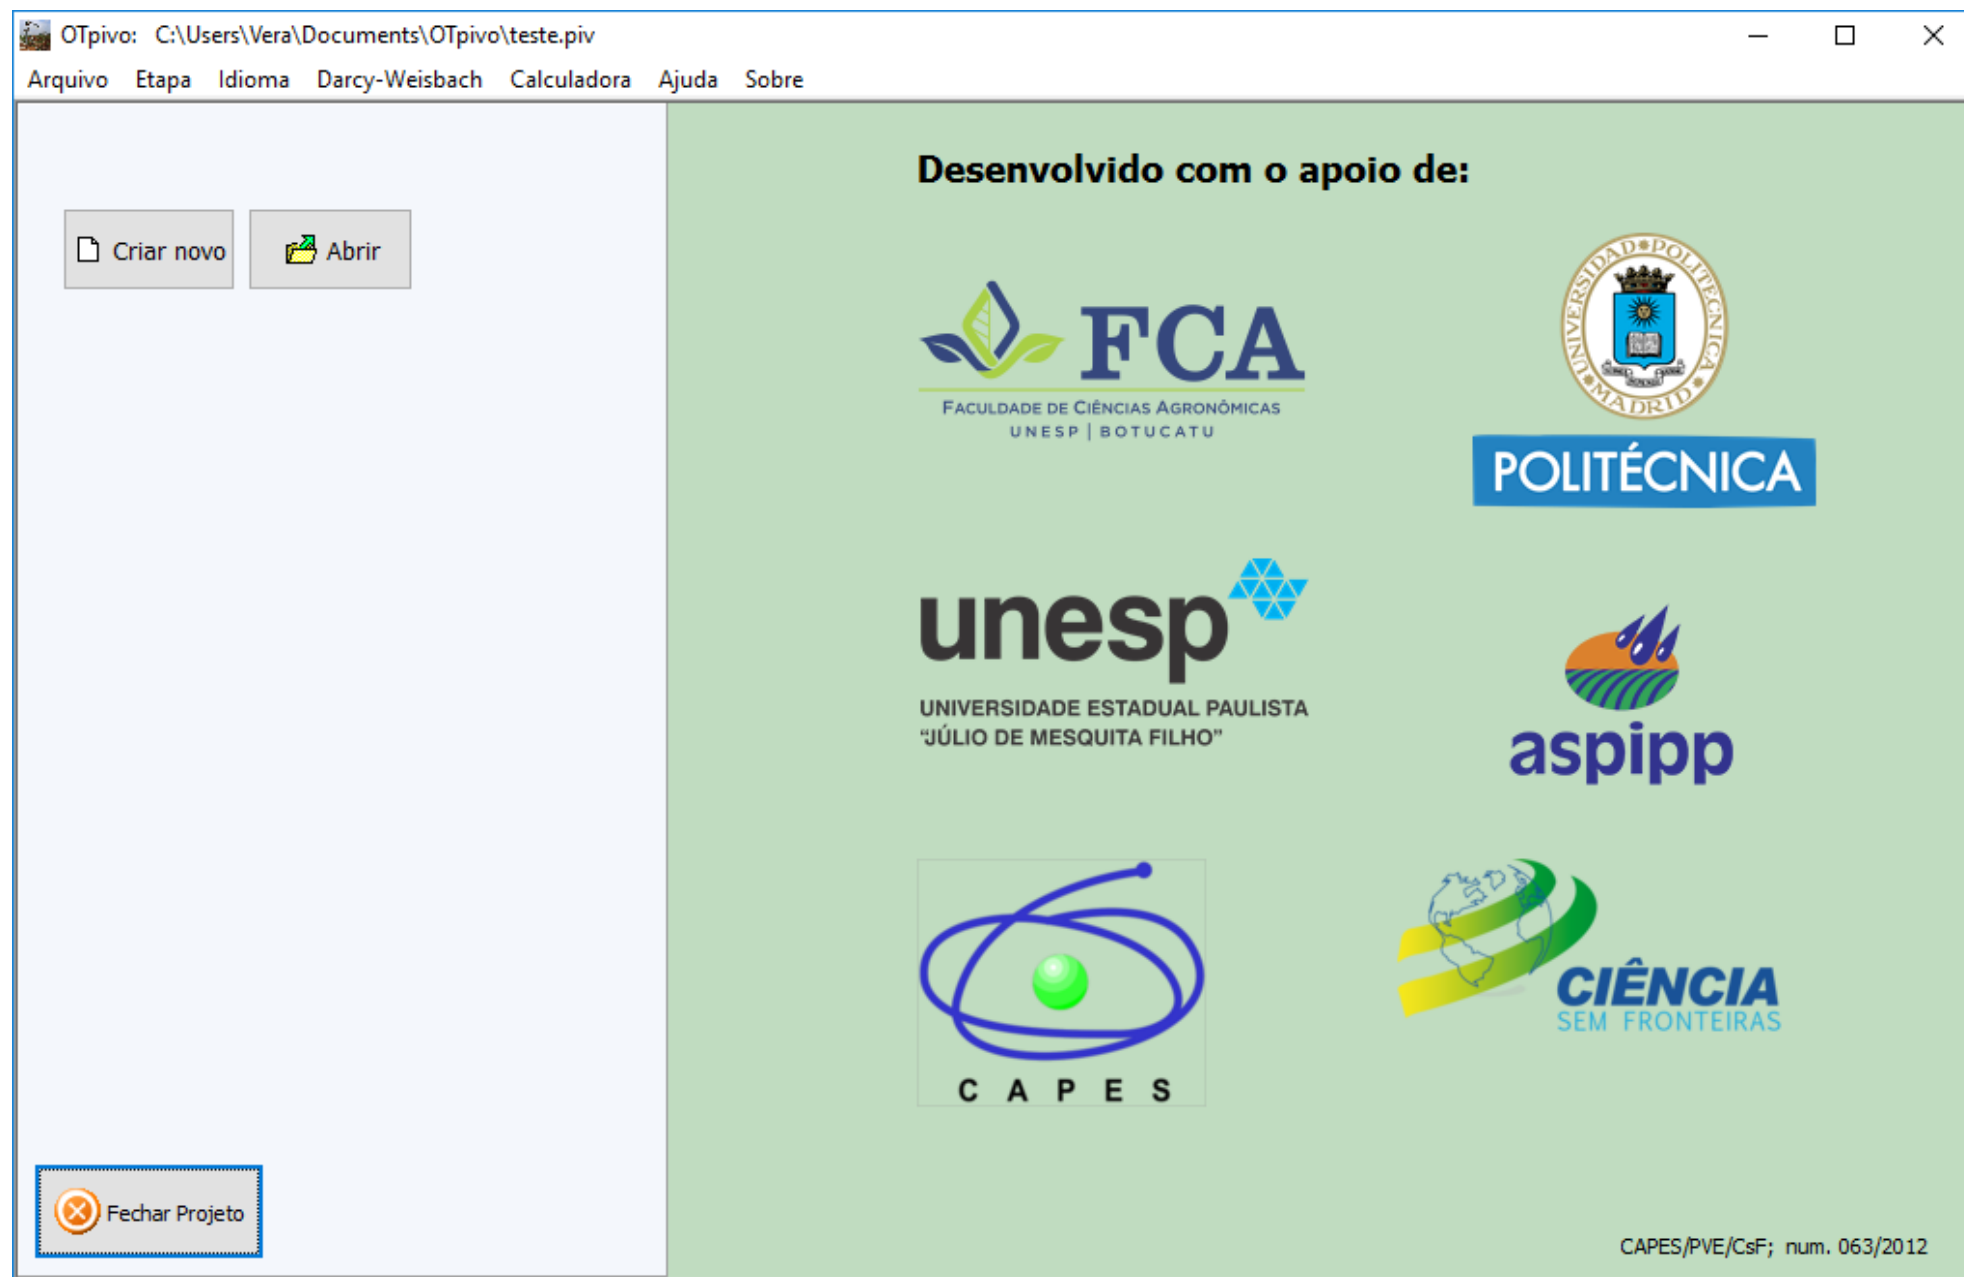 OTpivo: C:\Users\Vera\Documents\OTpivo\teste.piv
Arquivo Etapa Idioma Darcy-Weisbach Calculadora Ajuda Sobre
Criar novo Abrir
Desenvolvido com o apoio de:
FCA
FACULDADE DE CIÊNCIAS AGRONÔMICAS
UNESP | BOTUCATU
UNIVERSIDAD POLITECNICA
MADRID
POLITÉCNICA
unesp
UNIVERSIDADE ESTADUAL PAULISTA
"JÚLIO DE MESQUITA FILHO"
aspipp
CAPES
CIÊNCIA
SEM FRONTEIRAS
Fechar Projeto
CAPES/PVE/CsF; num. 063/2012